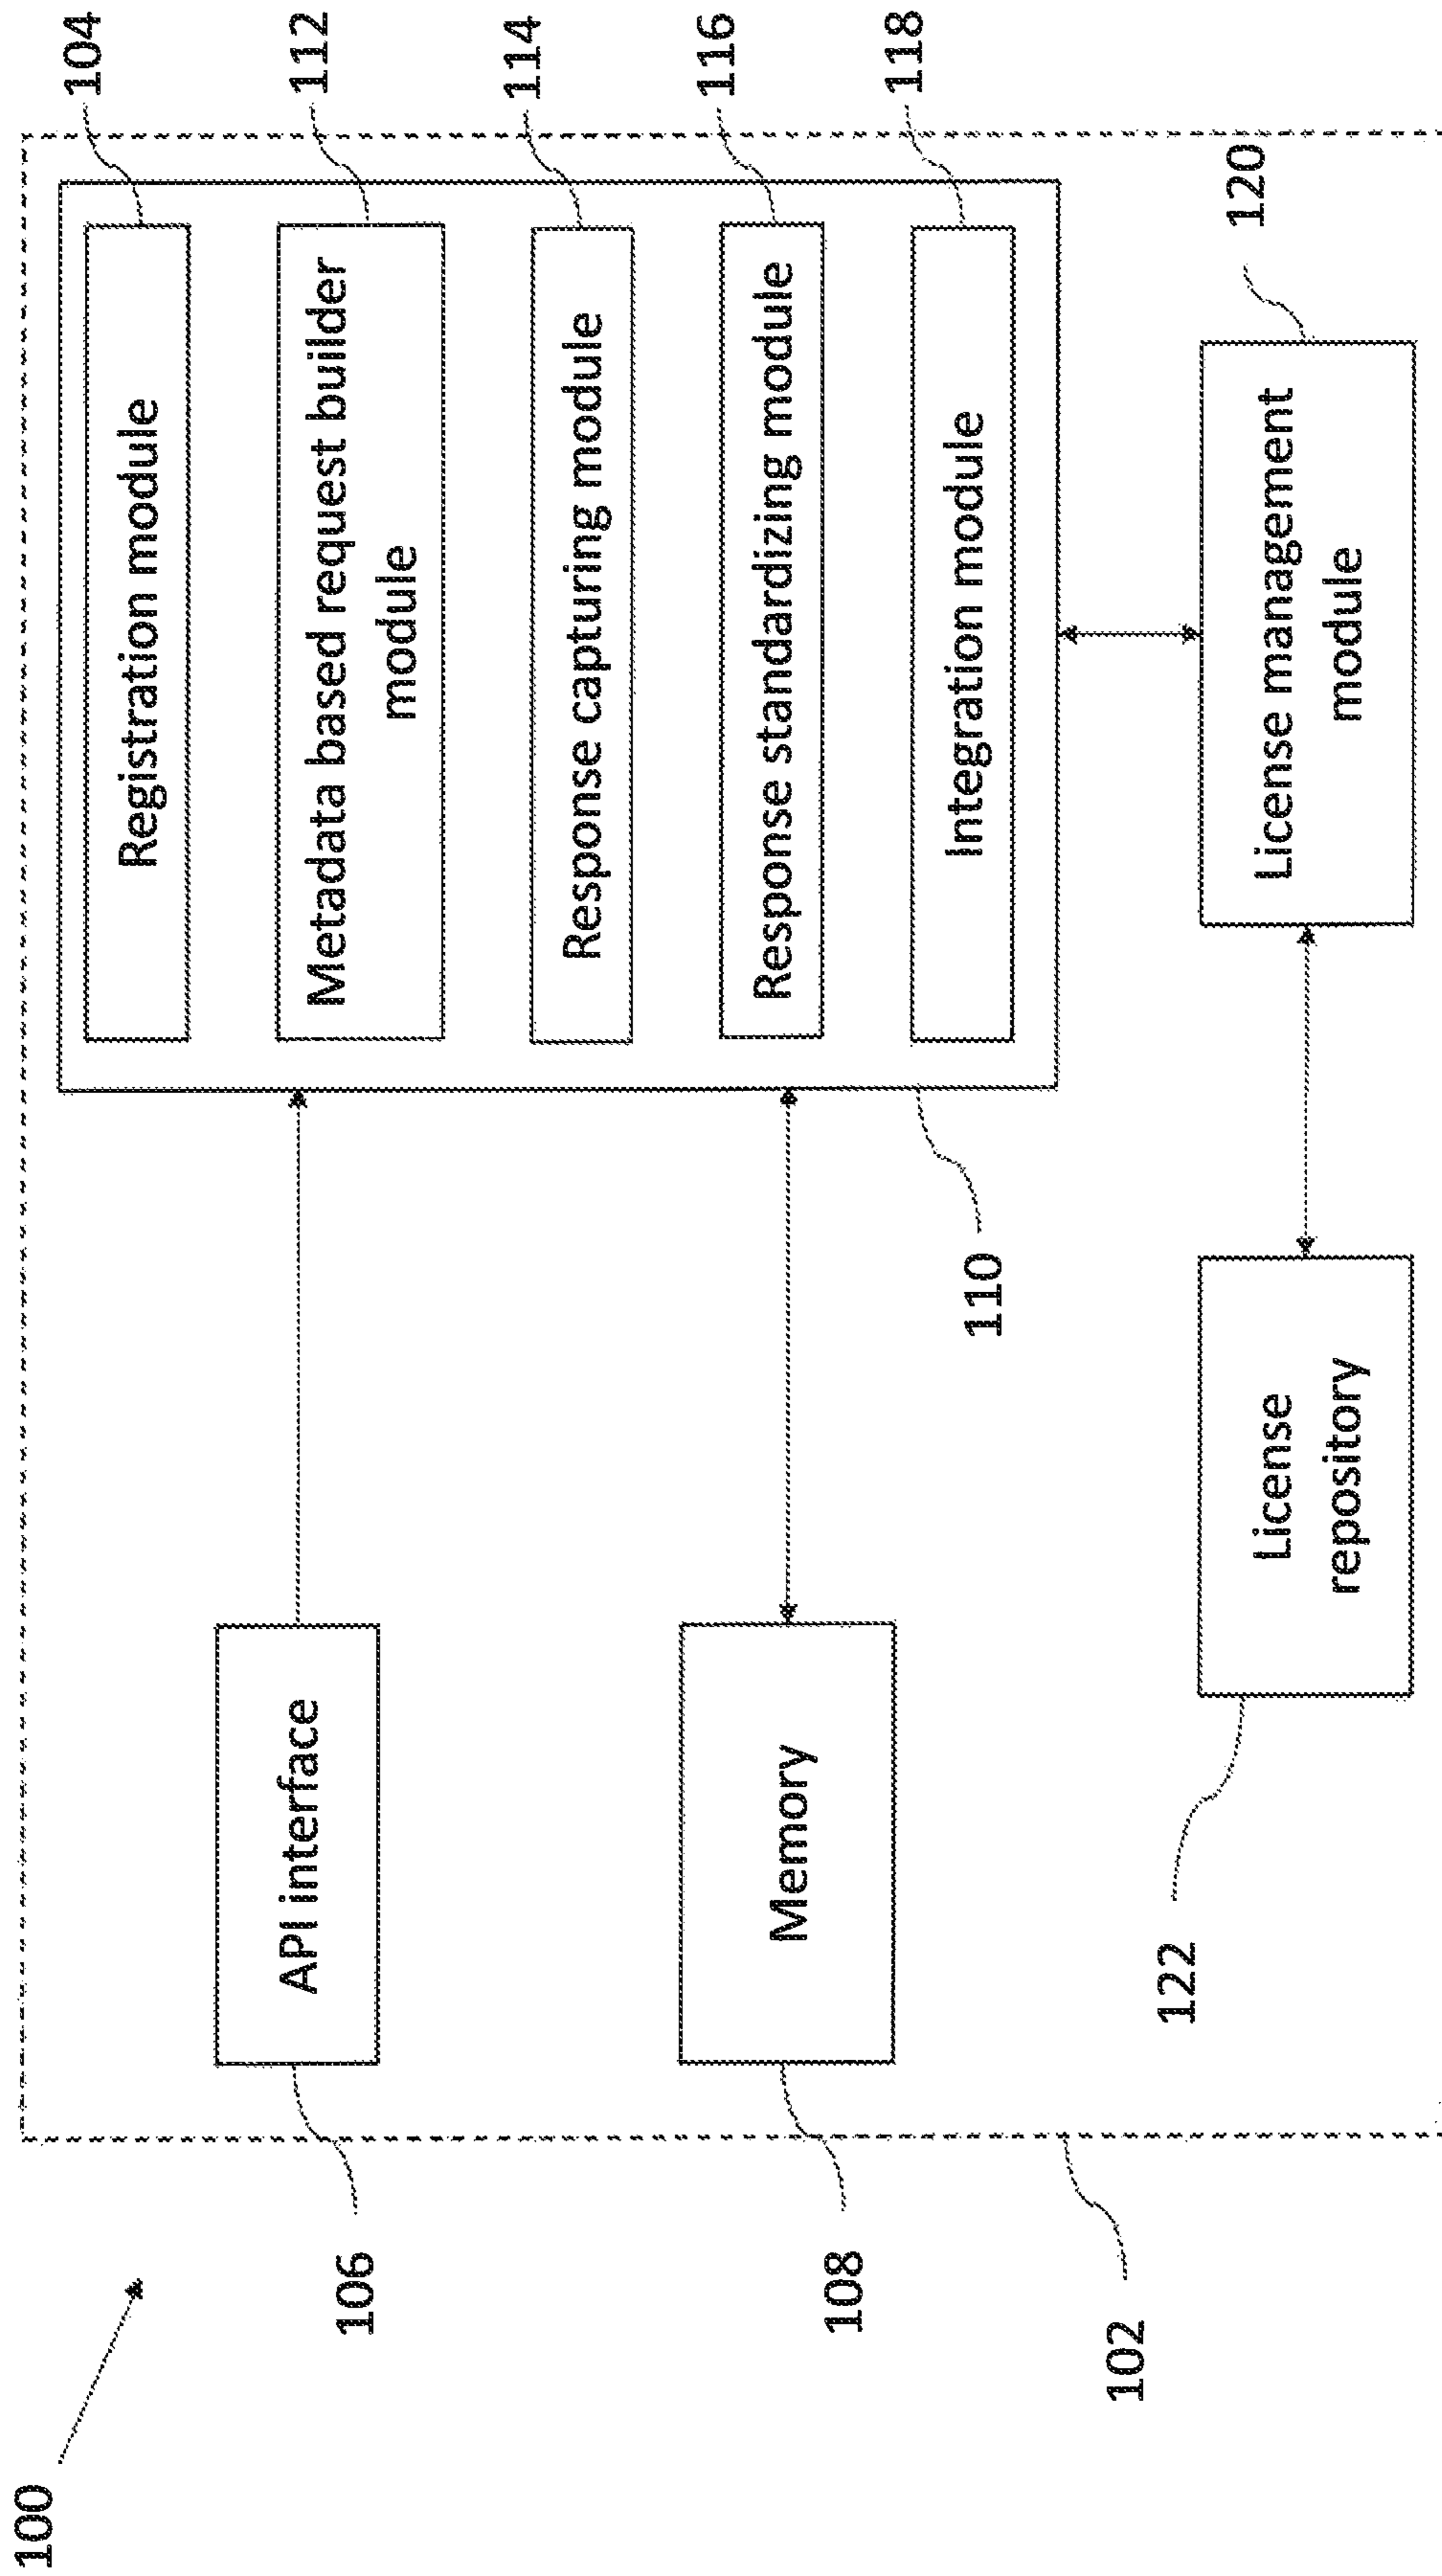 100
102
106
API interface
108
Memory
122
License
repository
110
Registration module
104
Metadata based request builder
module
112
Response capturing module
114
Response standardizing module
116
Integration module
118
License management
module
120